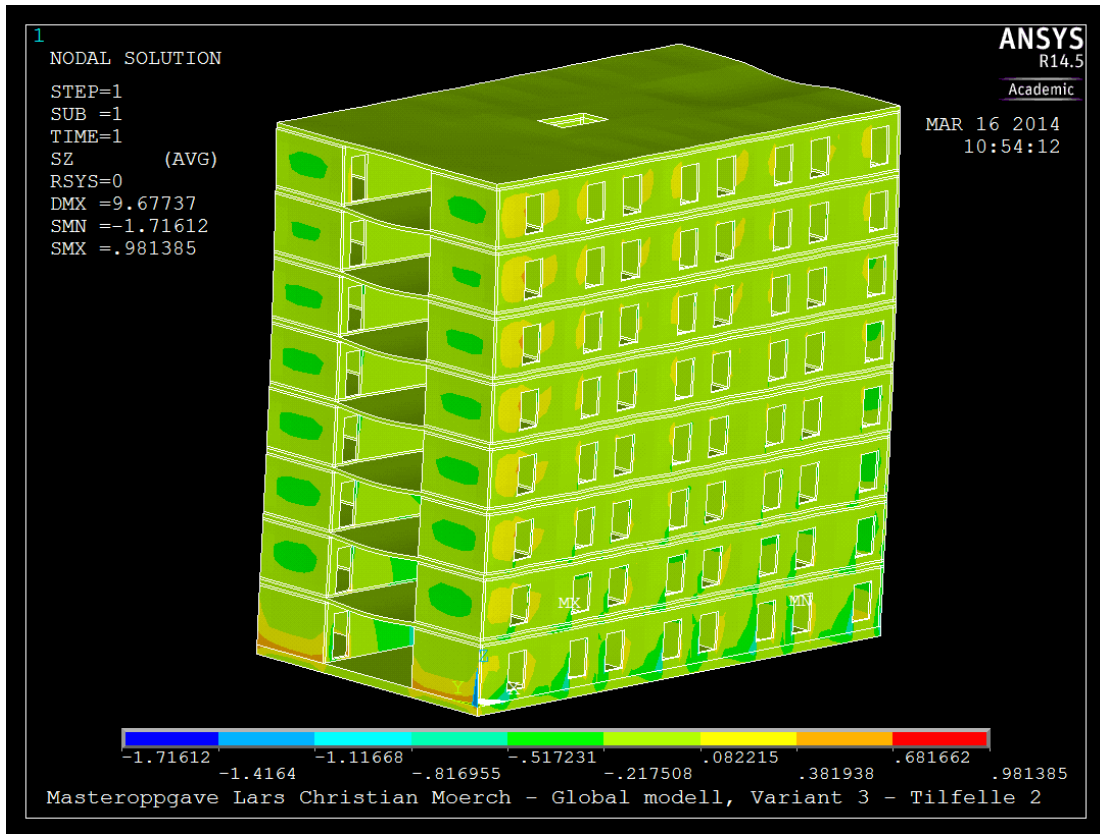 1
NODAL SOLUTION
STEP=1
SUB =1
TIME=1
SZ (AVG)
RSYS=0
DMX =9.67737
SMN =-1.71612
SMX =.981385
ANSYS
R14.5
Academic
MAR 16 2014
10:54:12
MX
MN
Z
Y
X
-1.71612
-1.4164
-1.11668
-.816955
-.517231
-.217508
.082215
.381938
.681662
.981385
Masteroppgave Lars Christian Moerch - Global modell, Variant 3 - Tilfelle 2